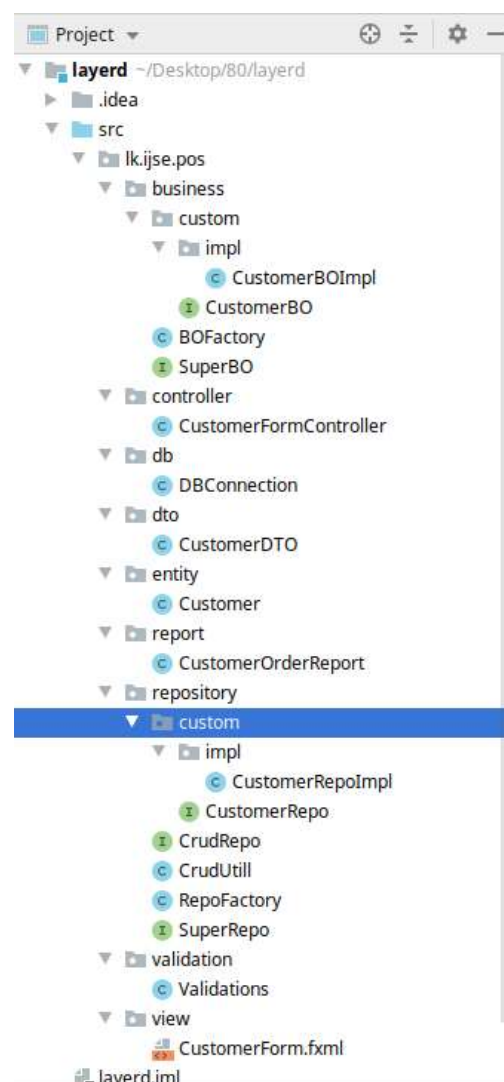 Project
layerd ~/Desktop/80/layerd
.idea
src
lk.ijse.pos
business
custom
impl
C CustomerBOImpl
I CustomerBO
C BOFactory
I SuperBO
controller
C CustomerFormController
db
C DBConnection
dto
C CustomerDTO
entity
C Customer
report
C CustomerOrderReport
repository
custom
impl
C CustomerRepoImpl
I CustomerRepo
I CrudRepo
C CrudUtill
C RepoFactory
I SuperRepo
validation
C Validations
view
CustomerForm.fxml
layerd.iml